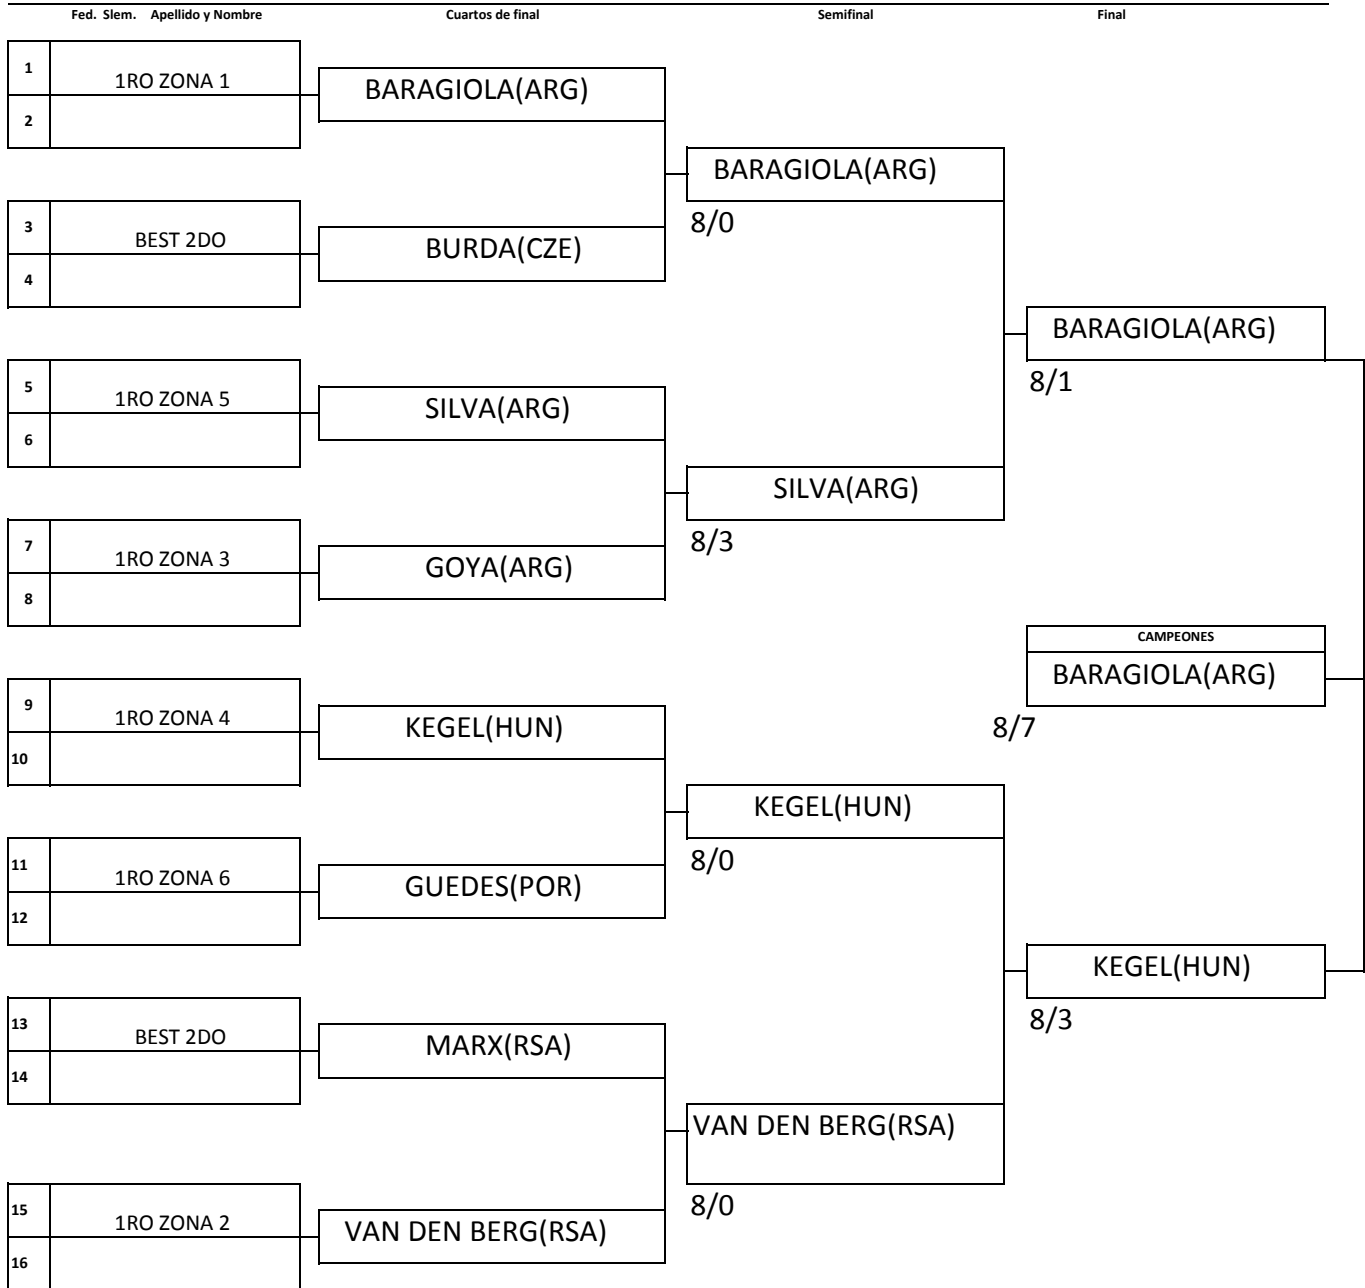 Fed. Slem. Apellido y Nombre Cuartos de final Semifinal Final
1 1RO ZONA 1 BARAGIOLA(ARG)
2
BARAGIOLA(ARG)
8/0
3 BEST 2DO BURDA(CZE)
4
BARAGIOLA(ARG)
8/1
5 1RO ZONA 5 SILVA(ARG)
6
SILVA(ARG)
8/3
7 1RO ZONA 3 GOYA(ARG)
8
CAMPEONES
BARAGIOLA(ARG)
8/7
9 1RO ZONA 4 KEGEL(HUN)
10
KEGEL(HUN)
8/0
11 1RO ZONA 6 GUEDES(POR)
12
KEGEL(HUN)
8/3
13 BEST 2DO MARX(RSA)
14
VAN DEN BERG(RSA)
8/0
15 1RO ZONA 2 VAN DEN BERG(RSA)
16